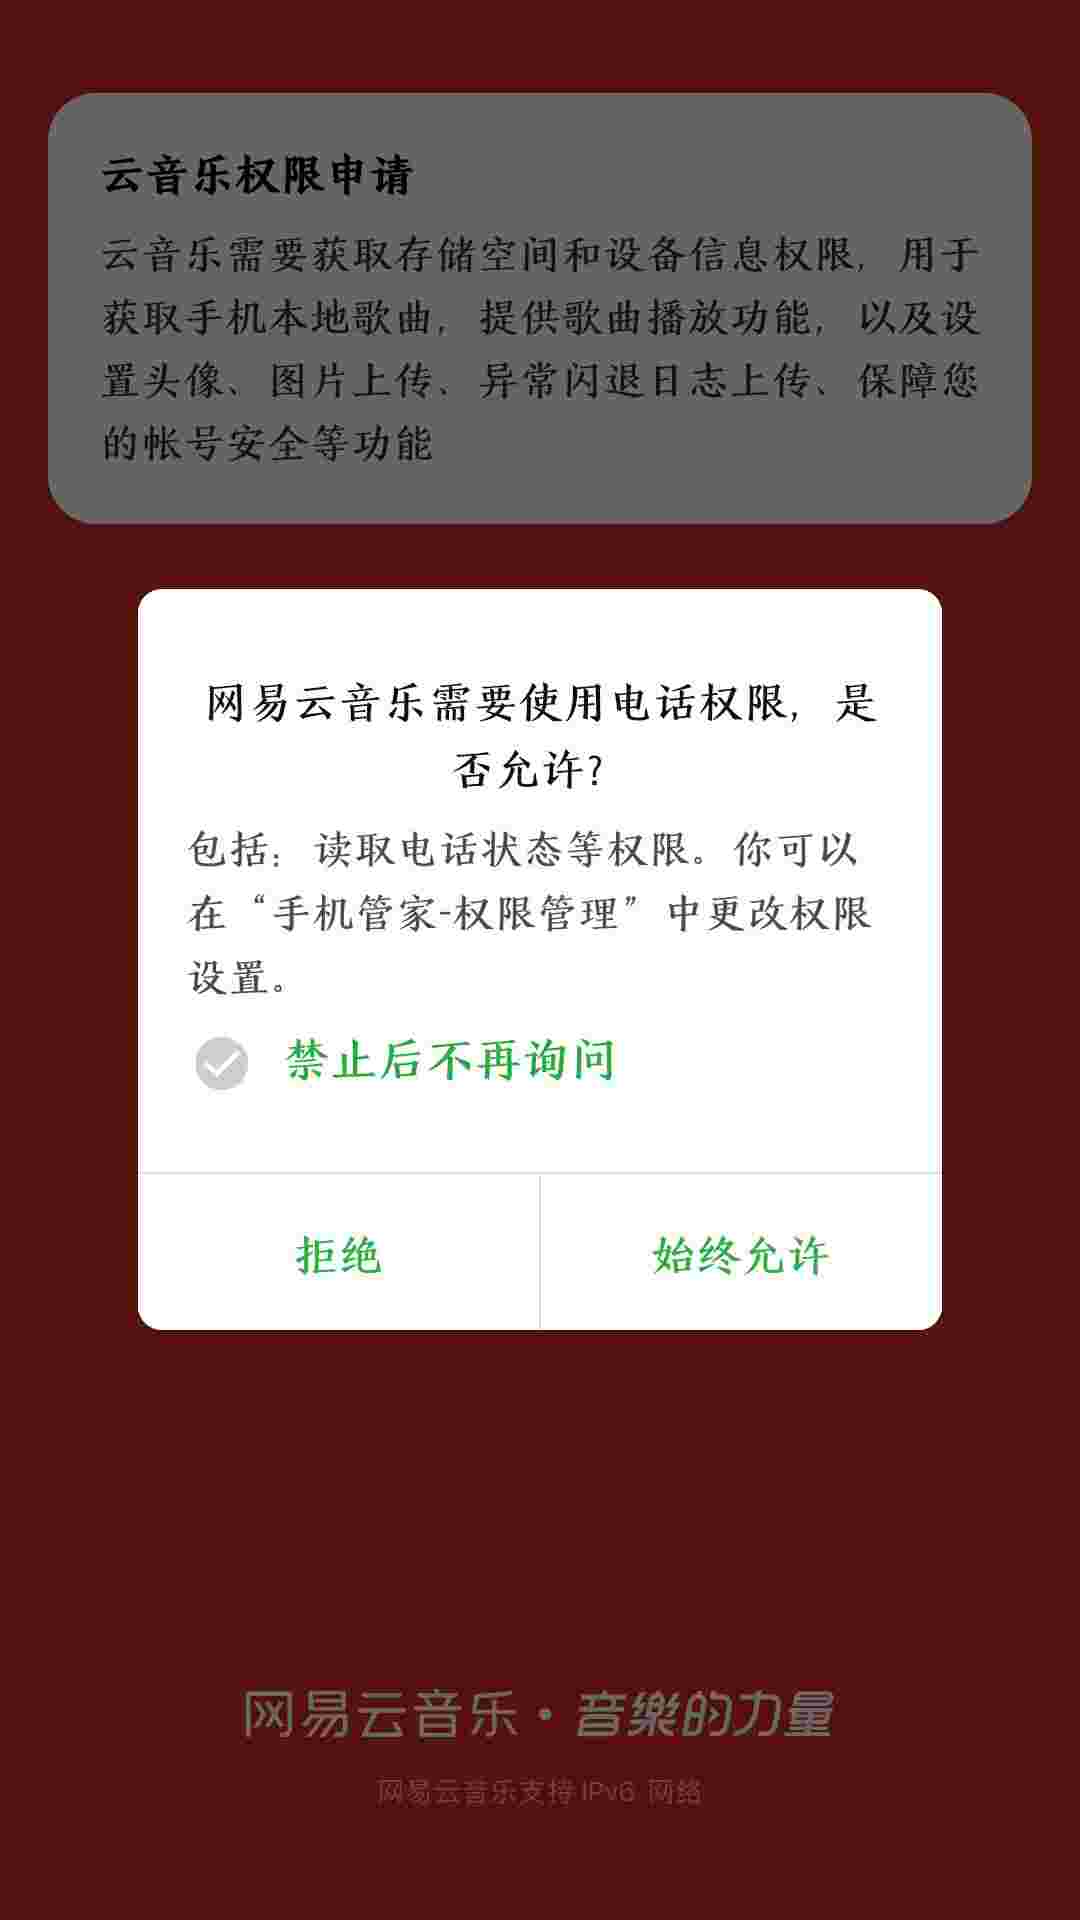 云音乐权限申请
云音乐需要获取存储空间和设备信息权限，用于
获取手机本地歌曲，提供歌曲播放功能，以及设
置头像、图片上传、异常闪退日志上传、保障您
的帐号安全等功能
网易云音乐需要使用电话权限，是
否允许?
包括：读取电话状态等权限。你可以
在“手机管家-权限管理”中更改权限
设置。
禁止后不再询问
拒绝
始终允许
网易云音乐·音樂的力量
网易云音乐支持 IPv6 网络